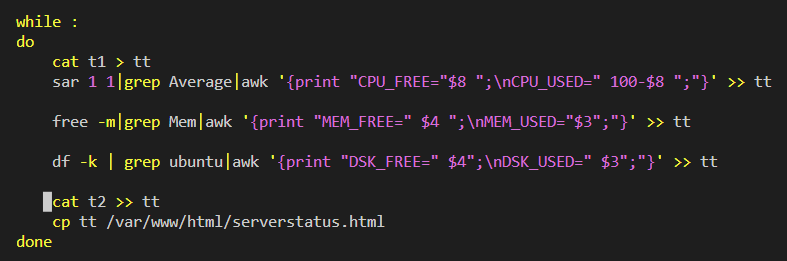 while :
do
    cat t1 > tt
    sar 1 1|grep Average|awk '{print "CPU_FREE="$8 ";\nCPU_USED=" 100-$8 ";"}' >> tt

    free -m|grep Mem|awk '{print "MEM_FREE=" $4 ";\nMEM_USED="$3";"}' >> tt

    df -k | grep ubuntu|awk '{print "DSK_FREE=" $4";\nDSK_USED=" $3";"}' >> tt

    cat t2 >> tt
    cp tt /var/www/html/serverstatus.html
done